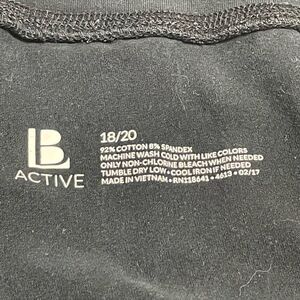 LB
ACTIVE
18/20
92% COTTON 8% SPANDEX
MACHINE WASH COLD WITH LIKE COLORS
ONLY NON-CHLORINE BLEACH WHEN NEEDED
TUMBLE DRY LOW • COOL IRON IF NEEDED
MADE IN VIETNAM • RN118641 • 4613 • 02/17